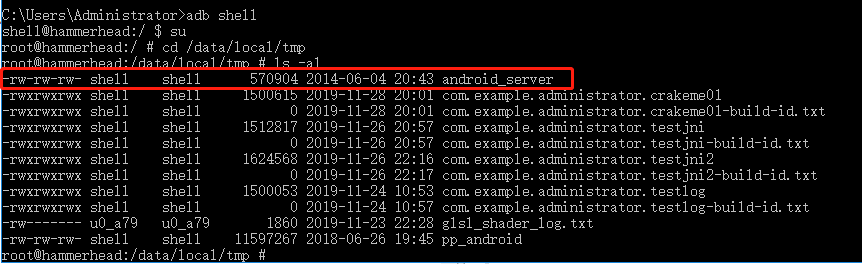 C:\Users\Administrator>adb shell
shell@hammerhead:/ $ su
root@hammerhead:/ # cd /data/local/tmp
root@hammerhead:/data/local/tmp # ls -al
-rw-rw-rw- shell    shell      570904 2014-06-04 20:43 android_server
-rwxrwxrwx shell    shell     1500615 2019-11-28 20:01 com.example.administrator.crakeme01
-rwxrwxrwx shell    shell           0 2019-11-28 20:01 com.example.administrator.crakeme01-build-id.txt
-rwxrwxrwx shell    shell     1512817 2019-11-26 20:57 com.example.administrator.testjni
-rwxrwxrwx shell    shell           0 2019-11-26 20:57 com.example.administrator.testjni-build-id.txt
-rwxrwxrwx shell    shell     1624568 2019-11-26 22:16 com.example.administrator.testjni2
-rwxrwxrwx shell    shell           0 2019-11-26 22:17 com.example.administrator.testjni2-build-id.txt
-rwxrwxrwx shell    shell     1500053 2019-11-24 10:53 com.example.administrator.testlog
-rwxrwxrwx shell    shell           0 2019-11-24 10:53 com.example.administrator.testlog-build-id.txt
-rw------- u0_a79   u0_a79       1860 2019-11-23 22:28 glsl_shader_log.txt
-rw-rw-rw- shell    shell    11597267 2018-06-26 19:45 pp_android
root@hammerhead:/data/local/tmp #